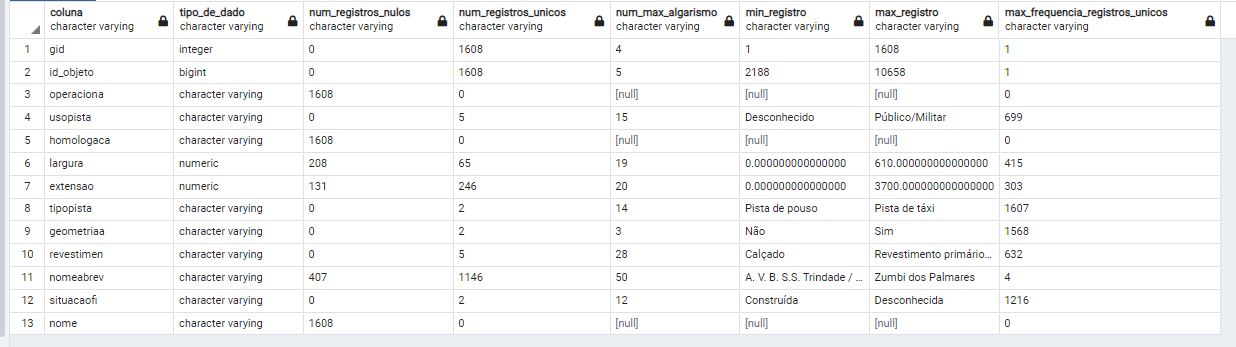 coluna tipo_de_dado num_registros_nulos num_registros_unicos num_max_algarismo min_registro max_registro max_frequencia_registros_unicos
character varying character varying character varying character varying character varying character varying character varying character varying
1 gid integer 0 1608 4 1 1608 1
2 id_objeto bigint 0 1608 5 2188 10658 1
3 operaciona character varying 1608 0 [null] [null] [null] 0
4 usopista character varying 0 5 15 Desconhecido Público/Militar 699
5 homologaca character varying 1608 0 [null] [null] [null] 0
6 largura numeric 208 65 19 0.000000000000000 610.000000000000000 415
7 extensao numeric 131 246 20 0.000000000000000 3700.000000000000000 303
8 tipopista character varying 0 2 14 Pista de pouso Pista de táxi 1607
9 geometriaa character varying 0 2 3 Não Sim 1568
10 revestimen character varying 0 5 28 Calçado Revestimento primário... 632
11 nomeabrev character varying 407 1146 50 A. V. B. S.S. Trindade / ... Zumbi dos Palmares 4
12 situacaofi character varying 0 2 12 Construída Desconhecida 1216
13 nome character varying 1608 0 [null] [null] [null] 0